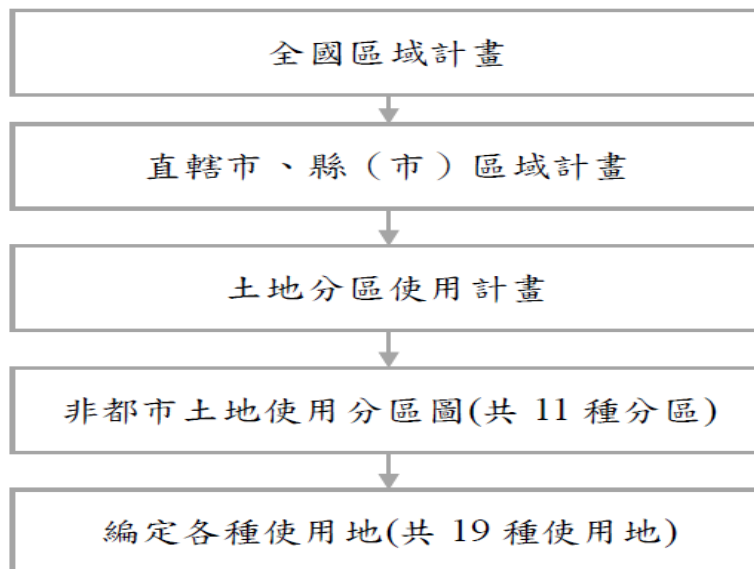 全國區域計畫
直轄市、縣（市）區域計畫
土地分區使用計畫
非都市土地使用分區圖(共 11 種分區)
編定各種使用地(共 19 種使用地)